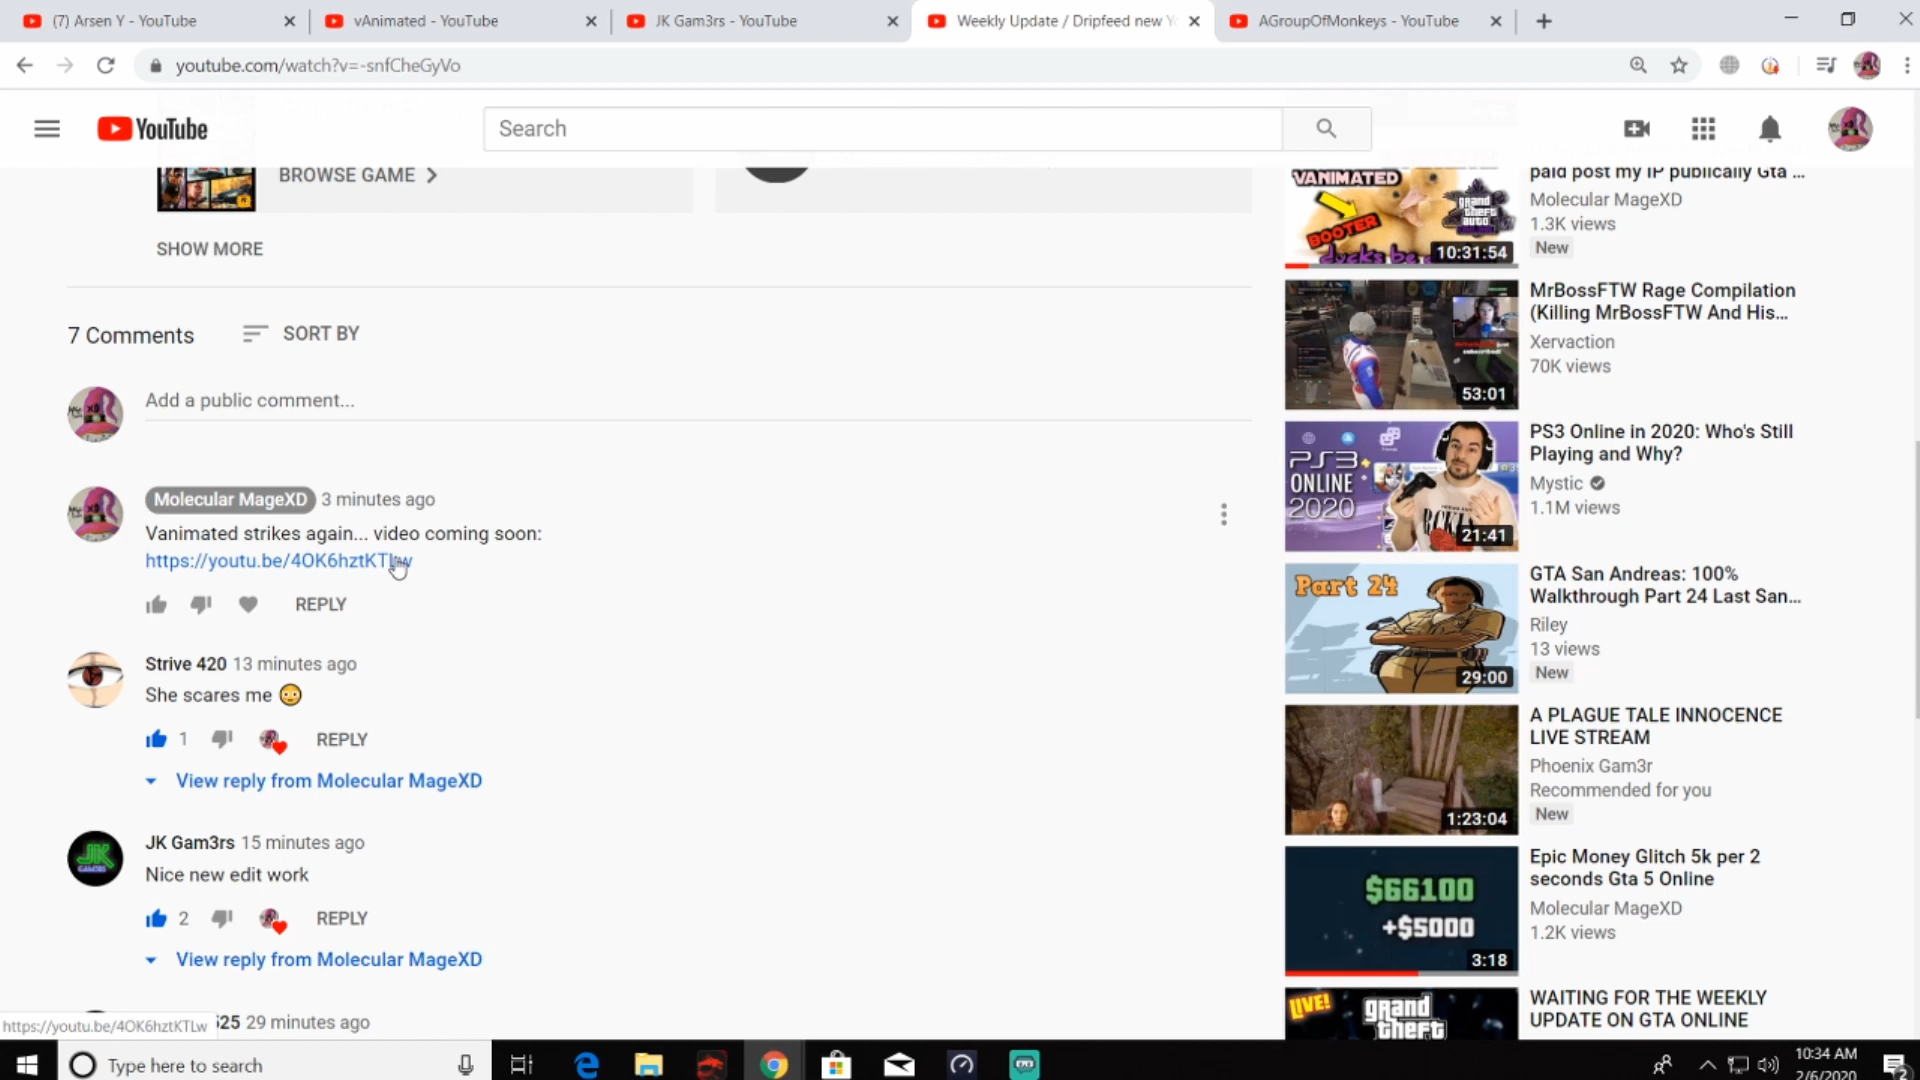 (7) Arsen Y - YouTube
vAnimated - YouTube
JK Gam3rs - YouTube
Weekly Update / Dripfeed new Y
AGroupOfMonkeys - YouTube
youtube.com/watch?v=-snfCheGyVo
YouTube
Search
BROWSE GAME
SHOW MORE
7 Comments
SORT BY
Add a public comment...
Molecular MageXD 3 minutes ago
Vanimated strikes again... video coming soon:
https://youtu.be/4OK6hztKTLw
REPLY
Strive 420 13 minutes ago
She scares me
1
REPLY
View reply from Molecular MageXD
JK Gam3rs 15 minutes ago
Nice new edit work
2
REPLY
View reply from Molecular MageXD
525 29 minutes ago
https://youtu.be/4OK6hztKTLw
VANIMATED
BOOTER
grand theft auto
ducks be
10:31:54
paid post my IP publically Gta ...
Molecular MageXD
1.3K views
New
53:01
MrBossFTW Rage Compilation
(Killing MrBossFTW And His...
Xervaction
70K views
PS3
ONLINE
2020
21:41
PS3 Online in 2020: Who's Still
Playing and Why?
Mystic
1.1M views
Part 24
29:00
GTA San Andreas: 100%
Walkthrough Part 24 Last San...
Riley
13 views
New
1:23:04
A PLAGUE TALE INNOCENCE
LIVE STREAM
Phoenix Gam3r
Recommended for you
New
$66100
+$5000
3:18
Epic Money Glitch 5k per 2
seconds Gta 5 Online
Molecular MageXD
1.2K views
LIVE!
grand
theft
WAITING FOR THE WEEKLY
UPDATE ON GTA ONLINE
Type here to search
10:34 AM
2/6/2020
2